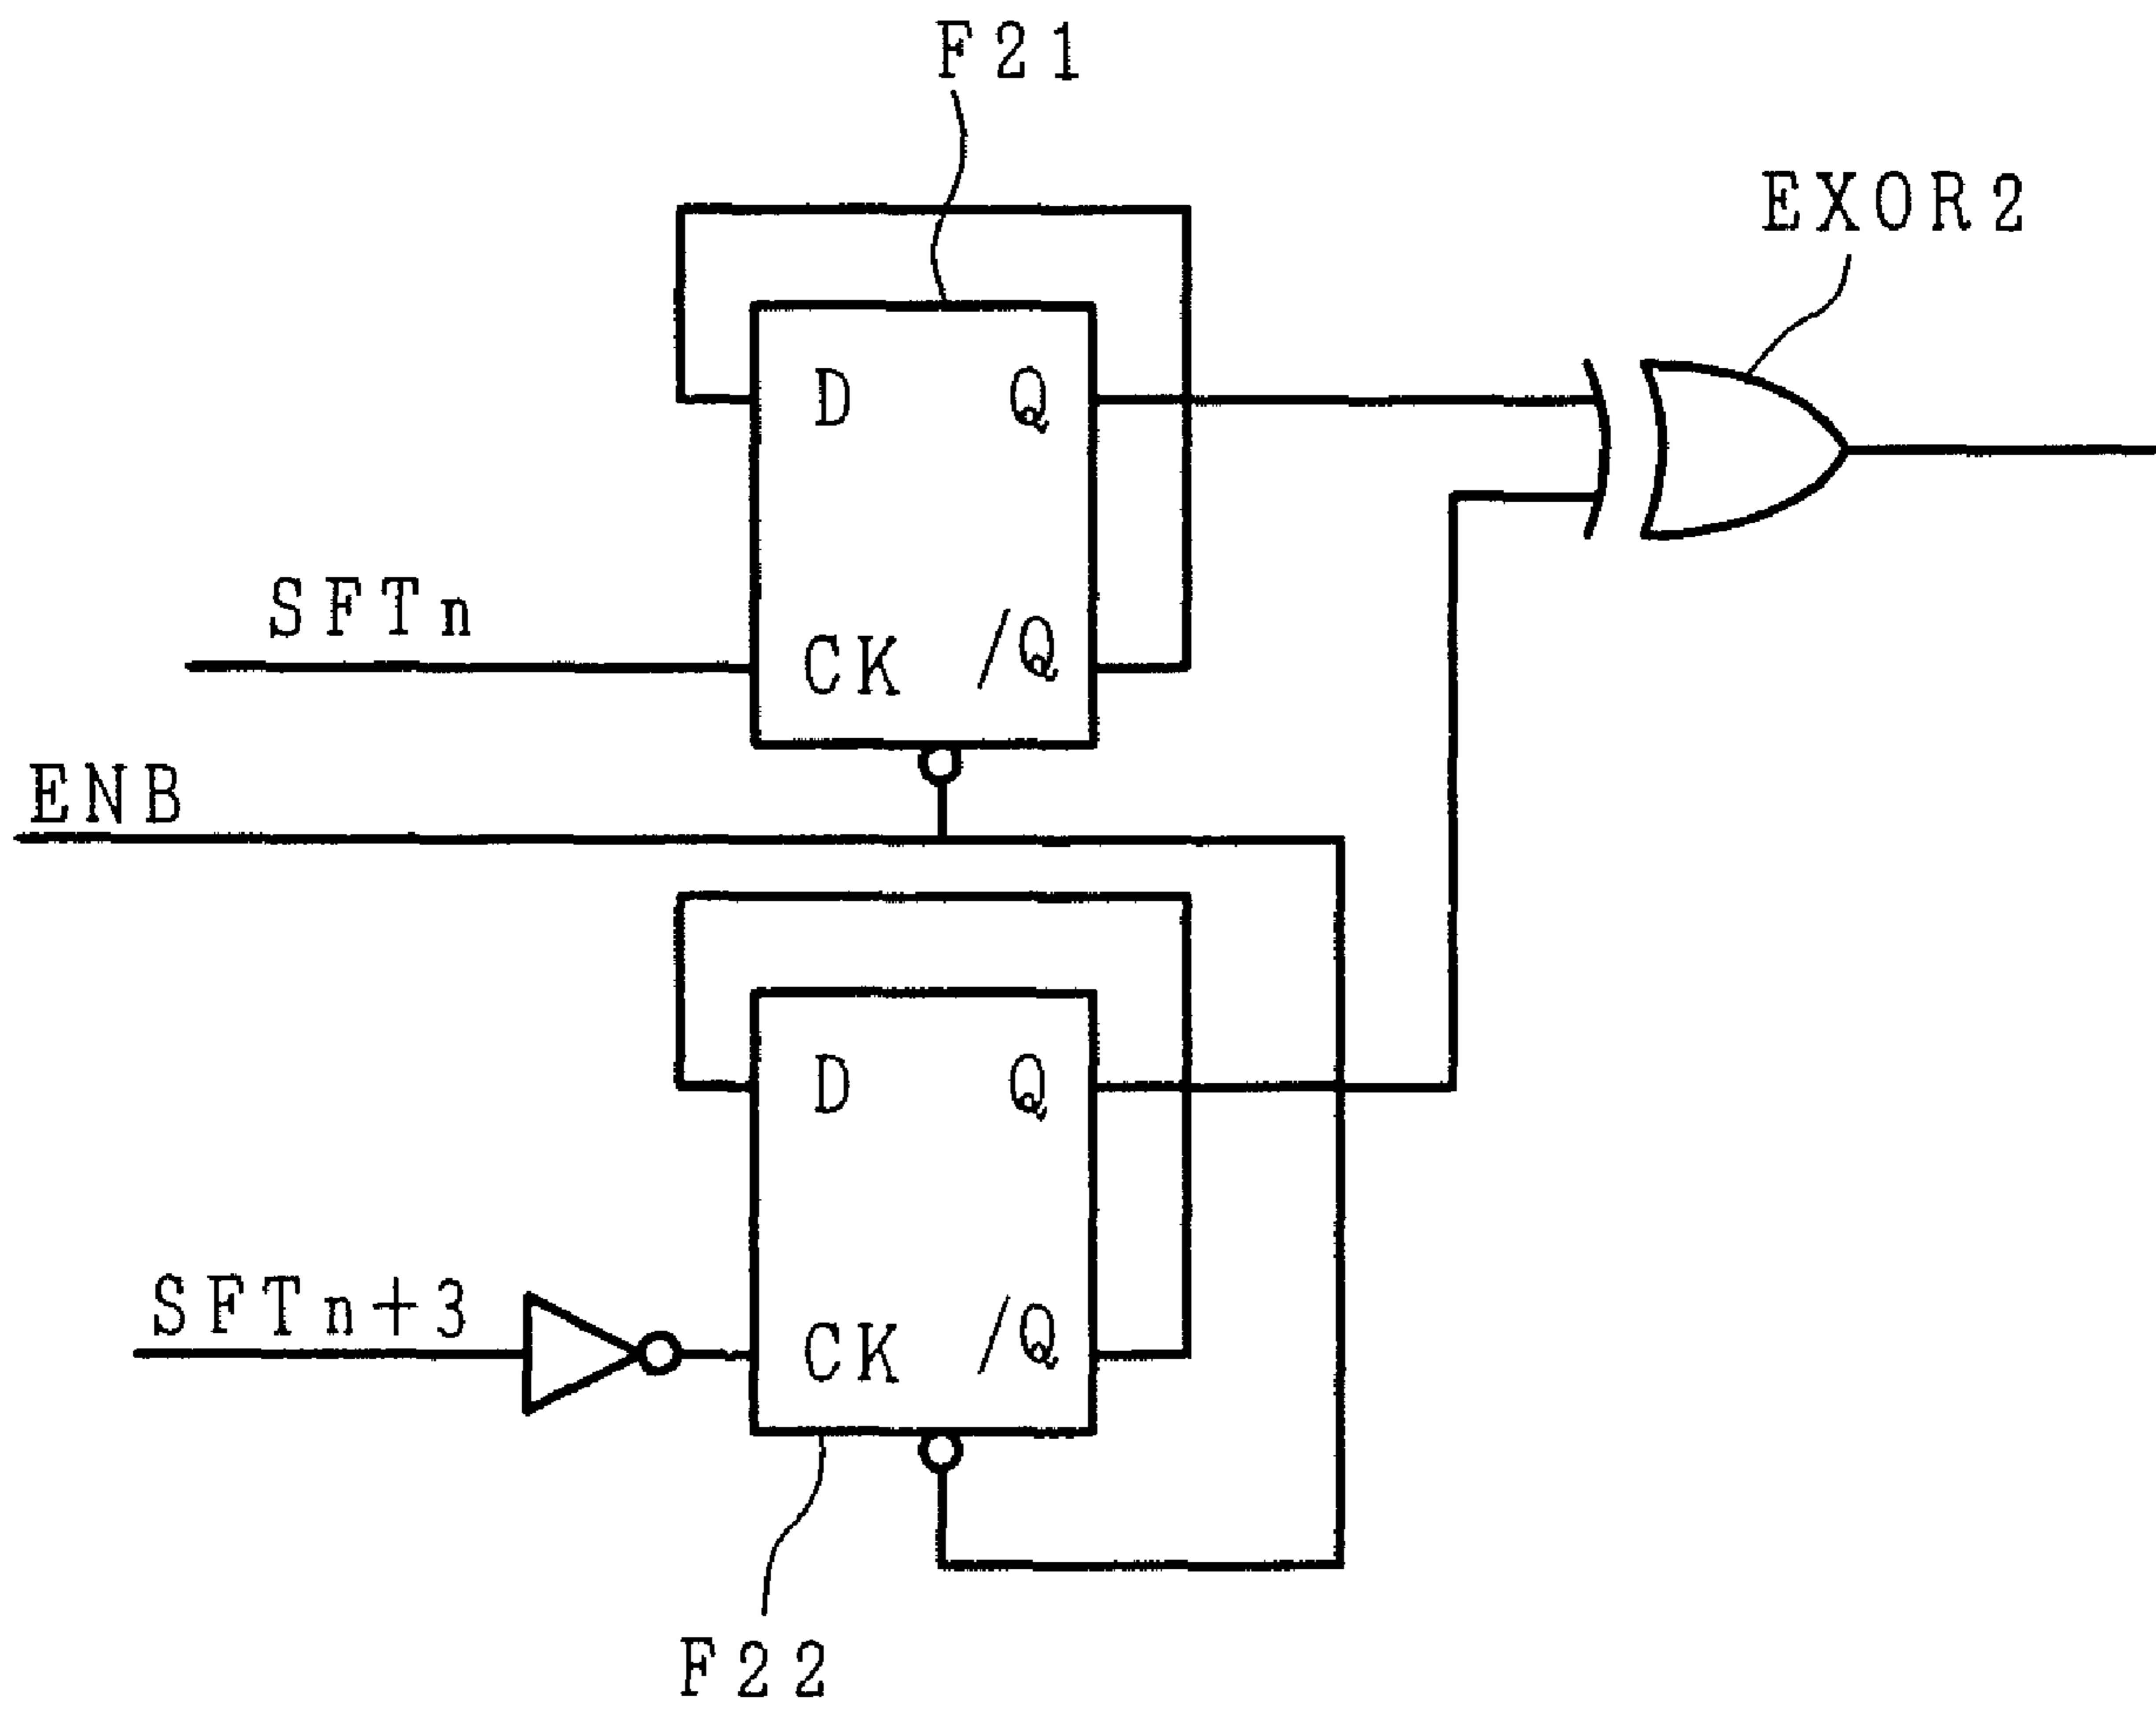 F21
EXOR2
D Q
SFTn
CK /Q
ENB
D Q
SFTn+3
CK /Q
F22